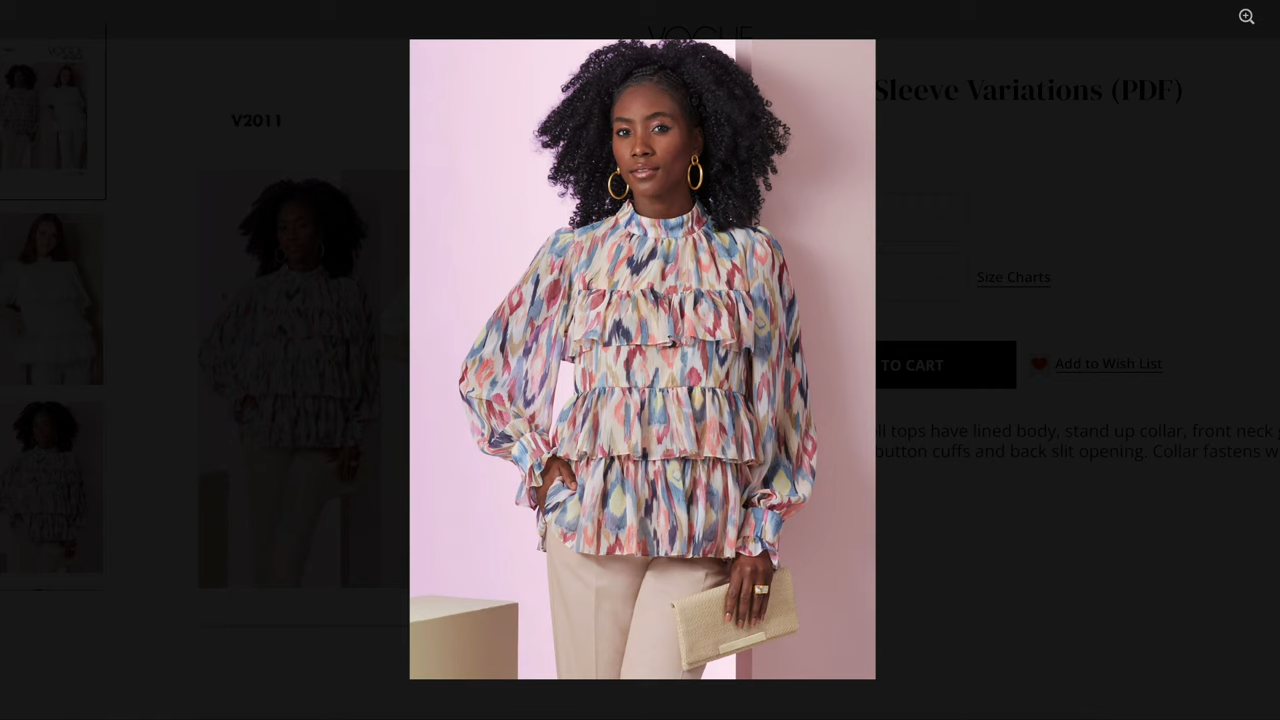 VOGUE
Sleeve Variations (PDF)
V2011
Size Charts
TO CART
Add to Wish List
ll tops have lined body, stand up collar, front neck
button cuffs and back slit opening. Collar fastens w